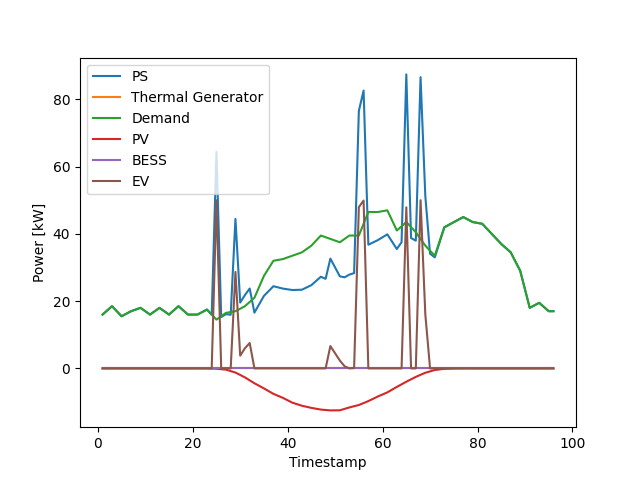 PS
Thermal Generator
Demand
PV
BESS
EV
Power [kW]
80
60
40
20
0
0 20 40 60 80 100
Timestamp